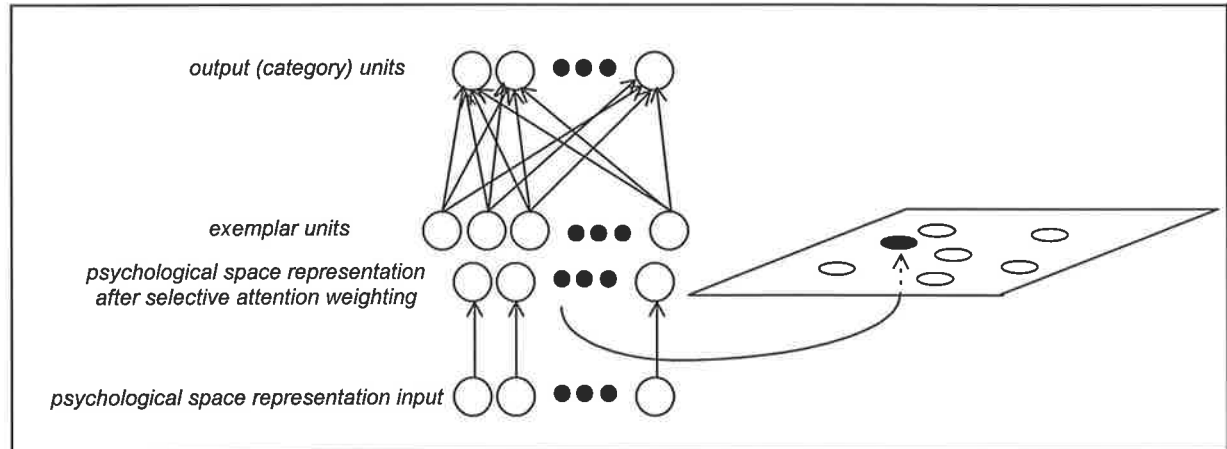 output (category) units
exemplar units
psychological space representation
after selective attention weighting
psychological space representation input